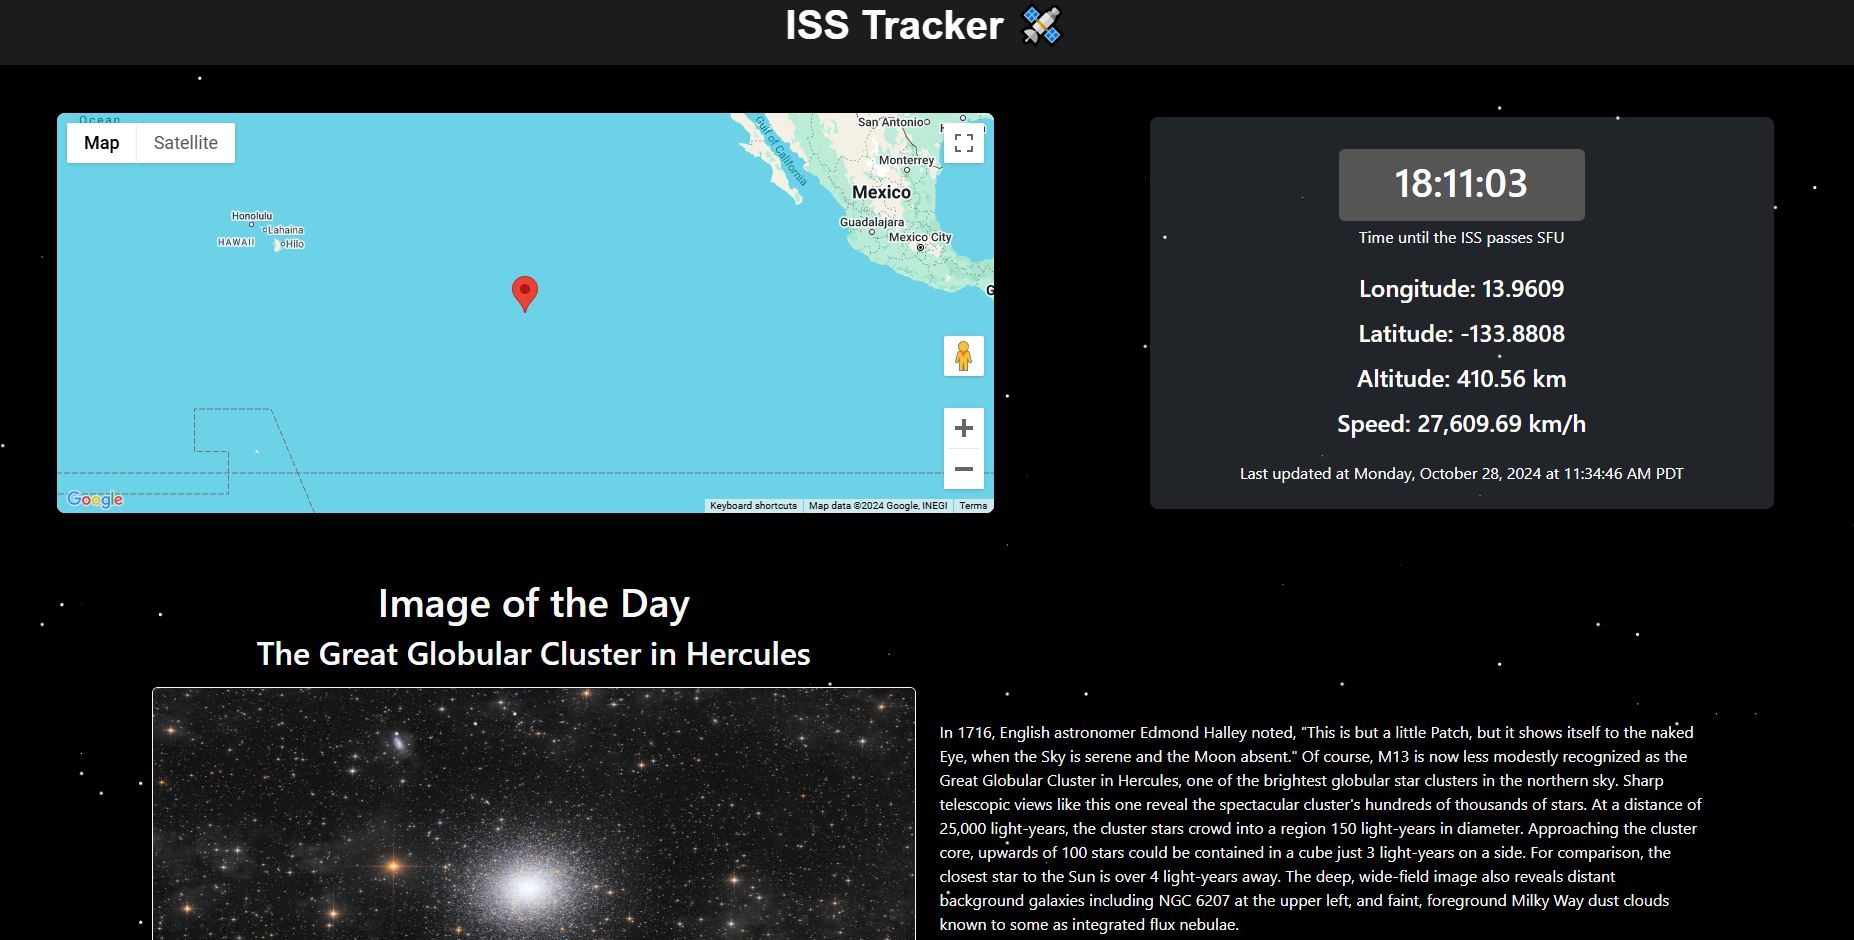 ISS Tracker
Ocean
Map Satellite
San Antonio
Gulf of California
Monterrey
Mexico
Honolulu
Lahaina
HAWAII
Hilo
Guadalajara
Mexico City
G
Google
Keyboard shortcuts Map data ©2024 Google, INEGI Terms
18:11:03
Time until the ISS passes SFU
Longitude: 13.9609
Latitude: -133.8808
Altitude: 410.56 km
Speed: 27,609.69 km/h
Last updated at Monday, October 28, 2024 at 11:34:46 AM PDT
Image of the Day
The Great Globular Cluster in Hercules
In 1716, English astronomer Edmond Halley noted, "This is but a little Patch, but it shows itself to the naked
Eye, when the Sky is serene and the Moon absent." Of course, M13 is now less modestly recognized as the
Great Globular Cluster in Hercules, one of the brightest globular star clusters in the northern sky. Sharp
telescopic views like this one reveal the spectacular cluster's hundreds of thousands of stars. At a distance of
25,000 light-years, the cluster stars crowd into a region 150 light-years in diameter. Approaching the cluster
core, upwards of 100 stars could be contained in a cube just 3 light-years on a side. For comparison, the
closest star to the Sun is over 4 light-years away. The deep, wide-field image also reveals distant
background galaxies including NGC 6207 at the upper left, and faint, foreground Milky Way dust clouds
known to some as integrated flux nebulae.